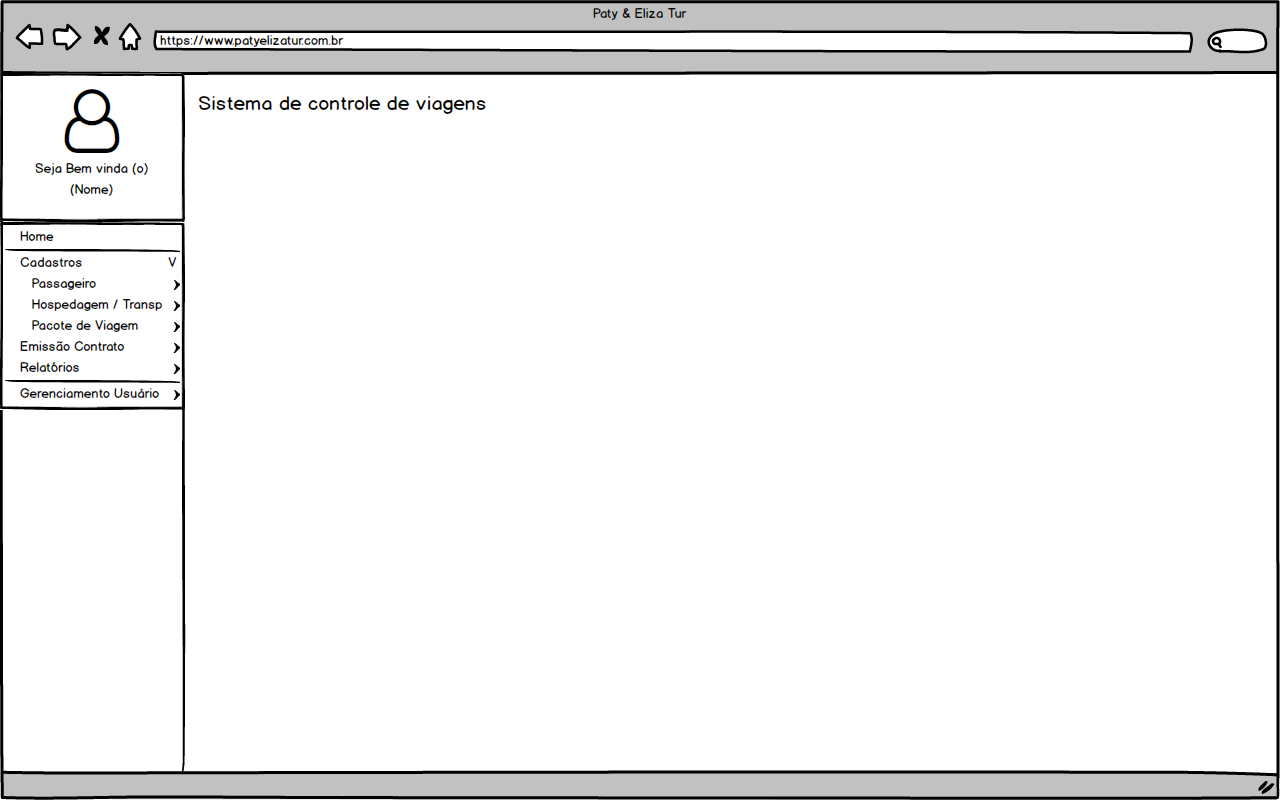 Paty & Eliza Tur
https://www.patyelizatur.com.br
Sistema de controle de viagens
Seja Bem vinda (o)
(Nome)
Home
Cadastros V
Passageiro
Hospedagem / Transp
Pacote de Viagem
Emissão Contrato
Relatórios
Gerenciamento Usuário